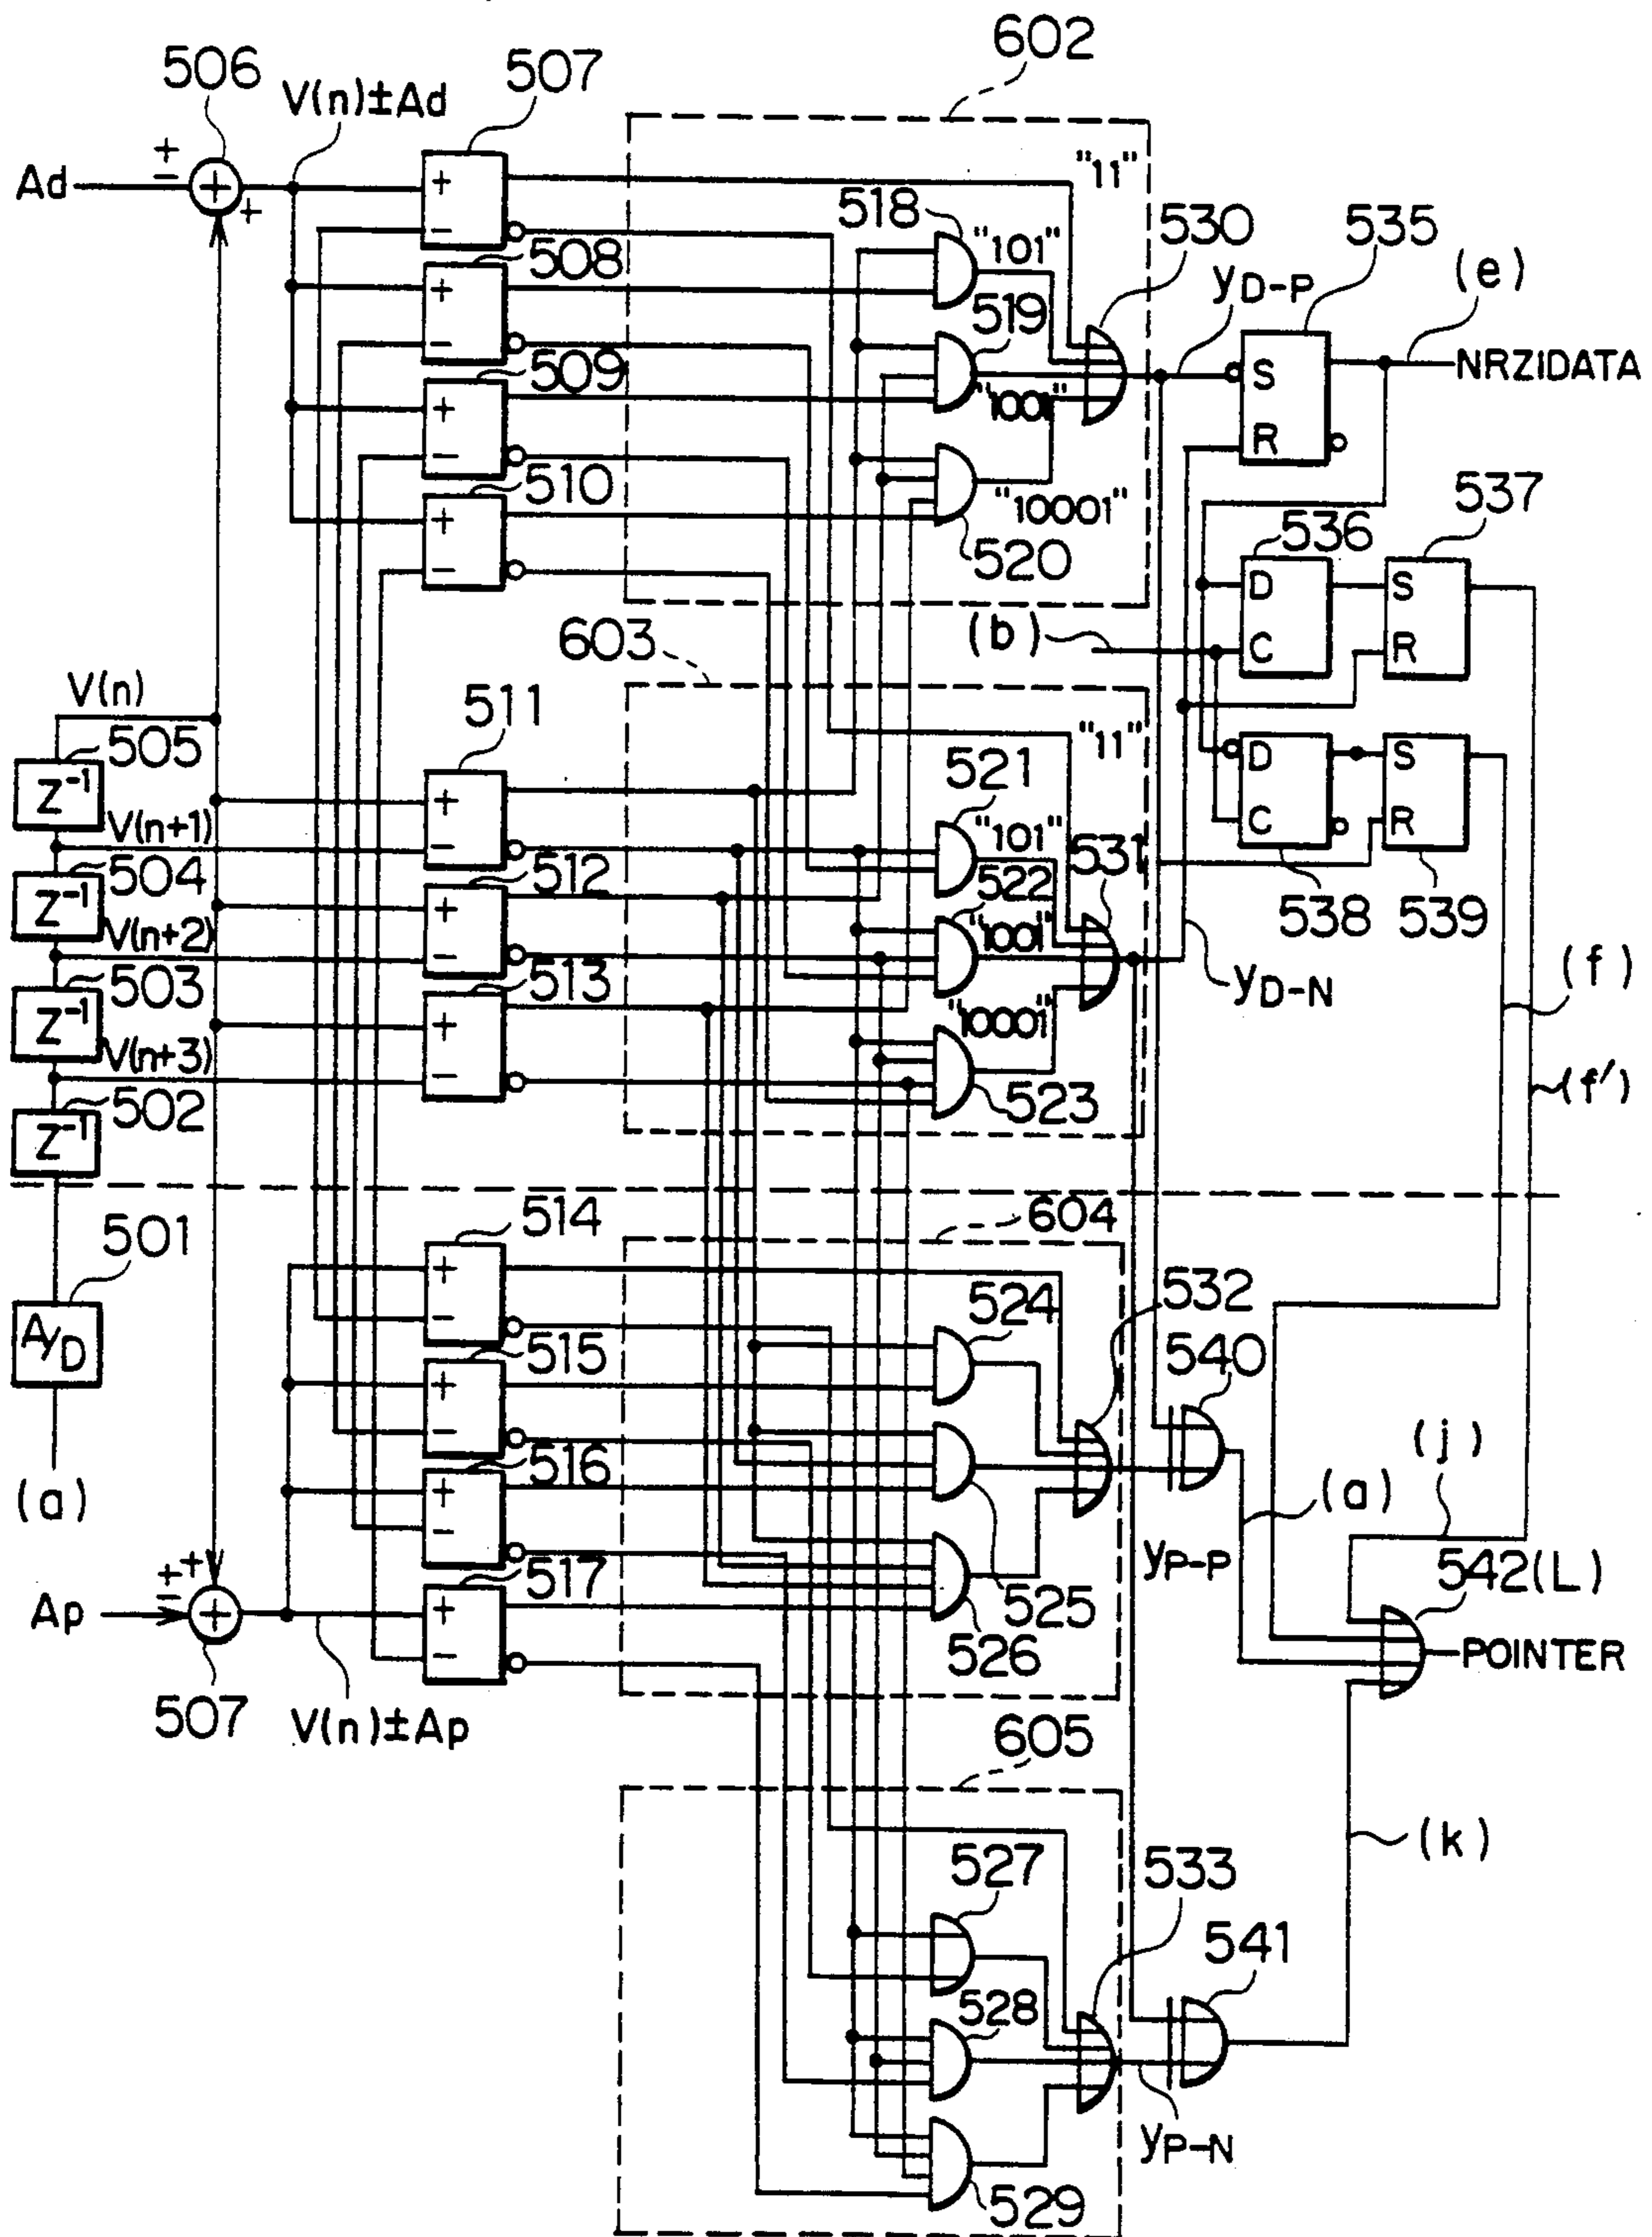 602
506
507
V(n)±Ad
+
−
Ad
+
+
+
−
"11"
518
530
535
508
"101"
yD-P
(e)
+
−
519
S
NRZIDATA
509
"1001"
+
−
R
510
"10001"
537
+
−
520
536
D
S
603
(b)
C
R
V(n)
511
"11"
505
Z⁻¹
+
521
D
S
V(n+1)
−
"101"
531
C
R
504
512
522
Z⁻¹
+
538
539
V(n+2)
−
"1001"
(f)
503
513
yD-N
Z⁻¹
+
"10001"
V(n+3)
−
(f')
502
523
Z⁻¹
514
604
501
+
524
532
A/D
−
540
515
+
−
(j)
(a)
516
+
(a)
−
yP-P
542(L)
+
+
−
517
Ap
+
+
525
POINTER
−
526
507
V(n)±Ap
605
(k)
527
533
541
528
yP-N
529